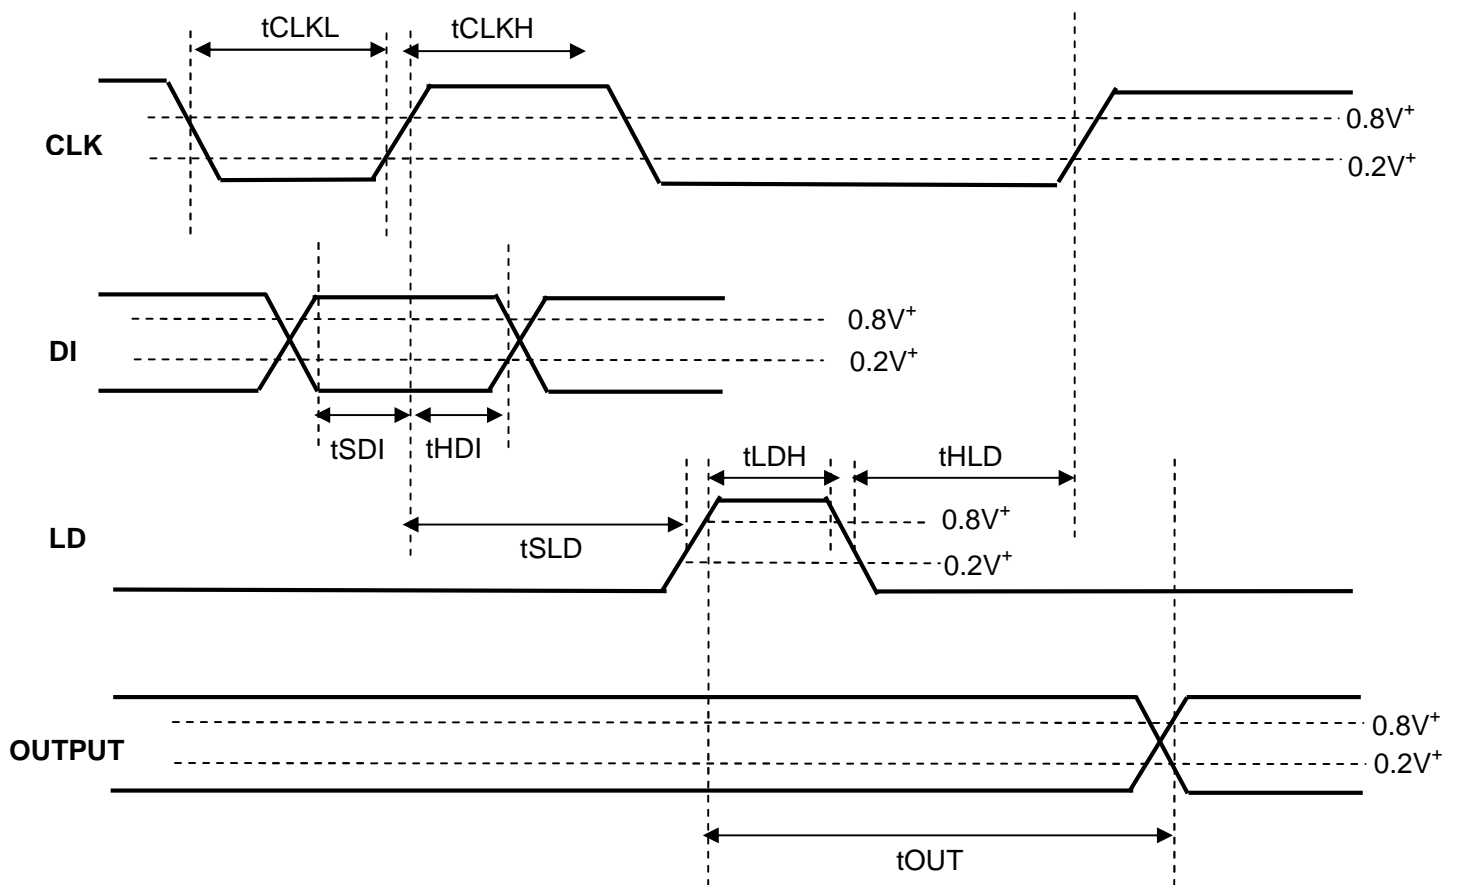 tCLKL
tCLKH
CLK
0.8V⁺
0.2V⁺
DI
0.8V⁺
0.2V⁺
tSDI
tHDI
tLDH
tHLD
LD
tSLD
0.8V⁺
0.2V⁺
OUTPUT
0.8V⁺
0.2V⁺
tOUT